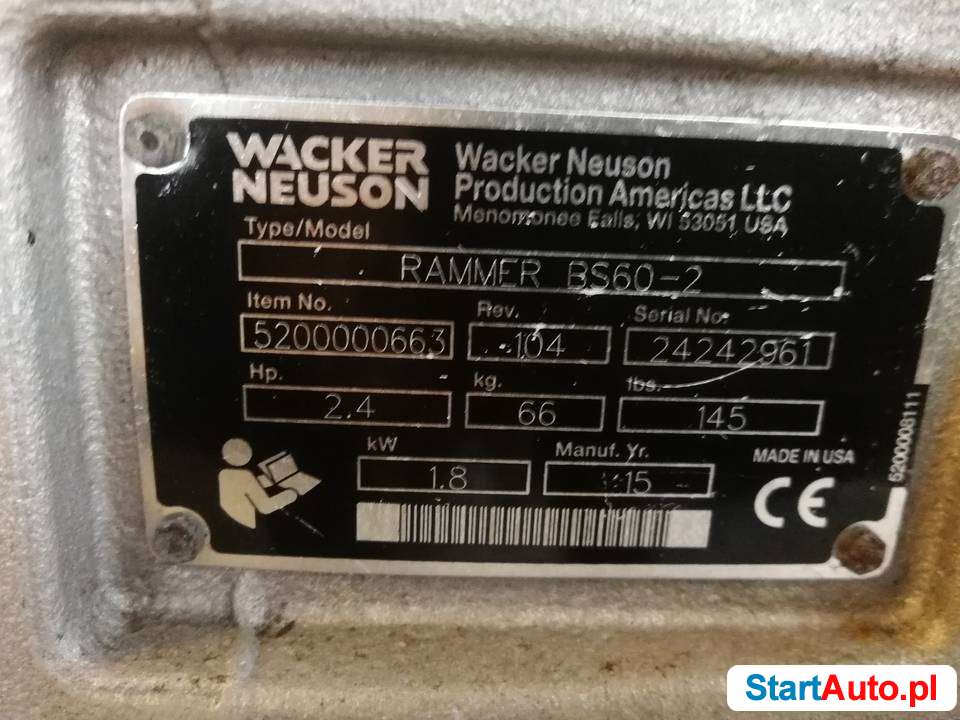 WACKER
NEUSON
Wacker Neuson
Production Americas LLC
Menomonee Falls, WI 53051 USA
Type/Model
RAMMER BS60-2
Item No. Rev. Serial No.
5200000663 104 24242961
Hp. kg. lbs.
2.4 66 145
kW Manuf. Yr. MADE IN USA
1.8 15 CE
5200008111
StartAuto.pl